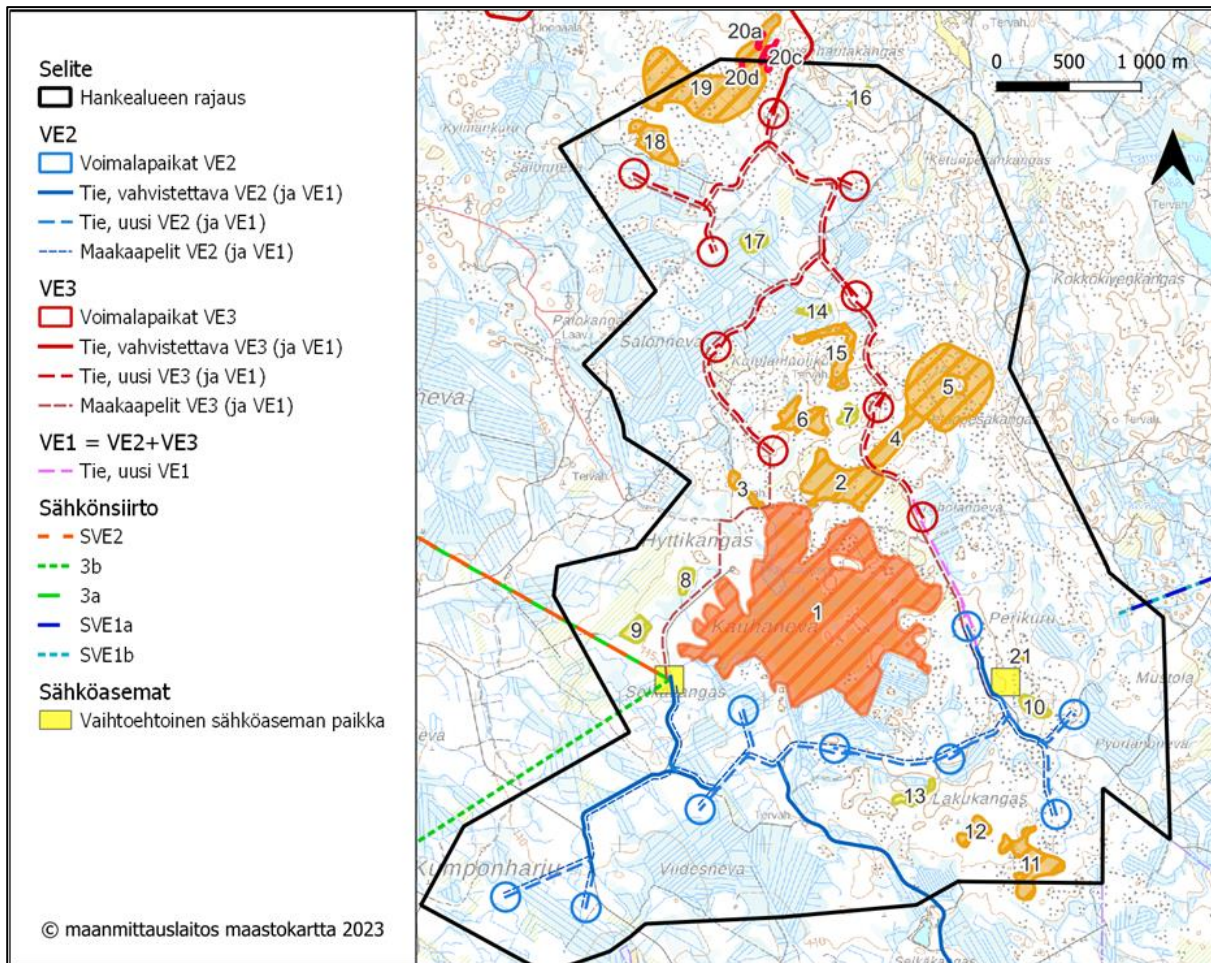 Selite
Hankealueen rajaus
VE2
Voimalapaikat VE2
Tie, vahvistettava VE2 (ja VE1)
Tie, uusi VE2 (ja VE1)
Maakaapelit VE2 (ja VE1)
VE3
Voimalapaikat VE3
Tie, vahvistettava VE3 (ja VE1)
Tie, uusi VE3 (ja VE1)
Maakaapelit VE3 (ja VE1)
VE1 = VE2+VE3
Tie, uusi VE1
Sähkönsiirto
SVE2
3b
3a
SVE1a
SVE1b
Sähköasemat
Vaihtoehtoinen sähköaseman paikka
© maanmittauslaitos maastokartta 2023
0 500 1 000 m
Tervah.
20a
20c
20d
19
16
18
17
Kokkokivenkangas
14
Salonneva
15
5
7
6
4
2
3
Hyttikangas
8
1
Kauhaneva
9
Perikuru
21
Mustola
10
13
Lakukangas
12
11
Kumponharju
Viidesneva
Selkäkangas